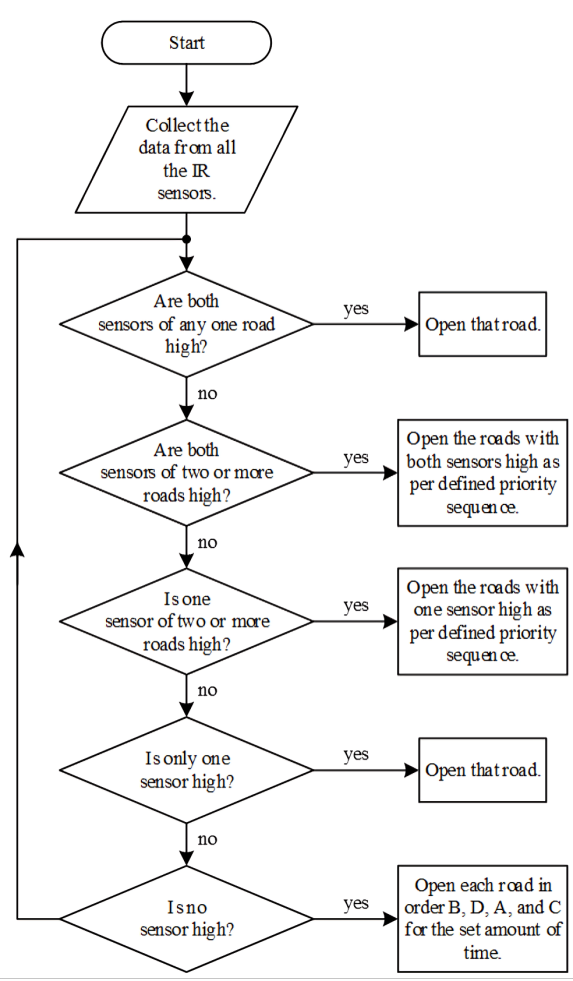 Start
Collect the
data from all
the IR
sensors.
Are both
sensors of any one road
high?
yes
Open that road.
no
Are both
sensors of two or more
roads high?
yes
Open the roads with
both sensors high as
per defined priority
sequence.
no
Is one
sensor of two or more
roads high?
yes
Open the roads with
one sensor high as
per defined priority
sequence.
no
Is only one
sensor high?
yes
Open that road.
no
Is no
sensor high?
yes
Open each road in
order B, D, A, and C
for the set amount of
time.